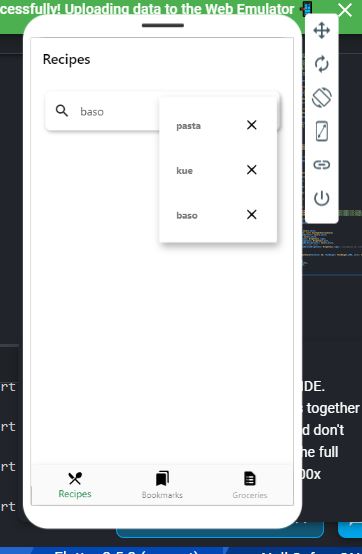 cessfully! Uploading data to the Web Emulator
Recipes
baso
pasta
kue
baso
rt
IDE.
together
rt
d don't
rt
he full
00x
rt
Recipes
Bookmarks
Groceries